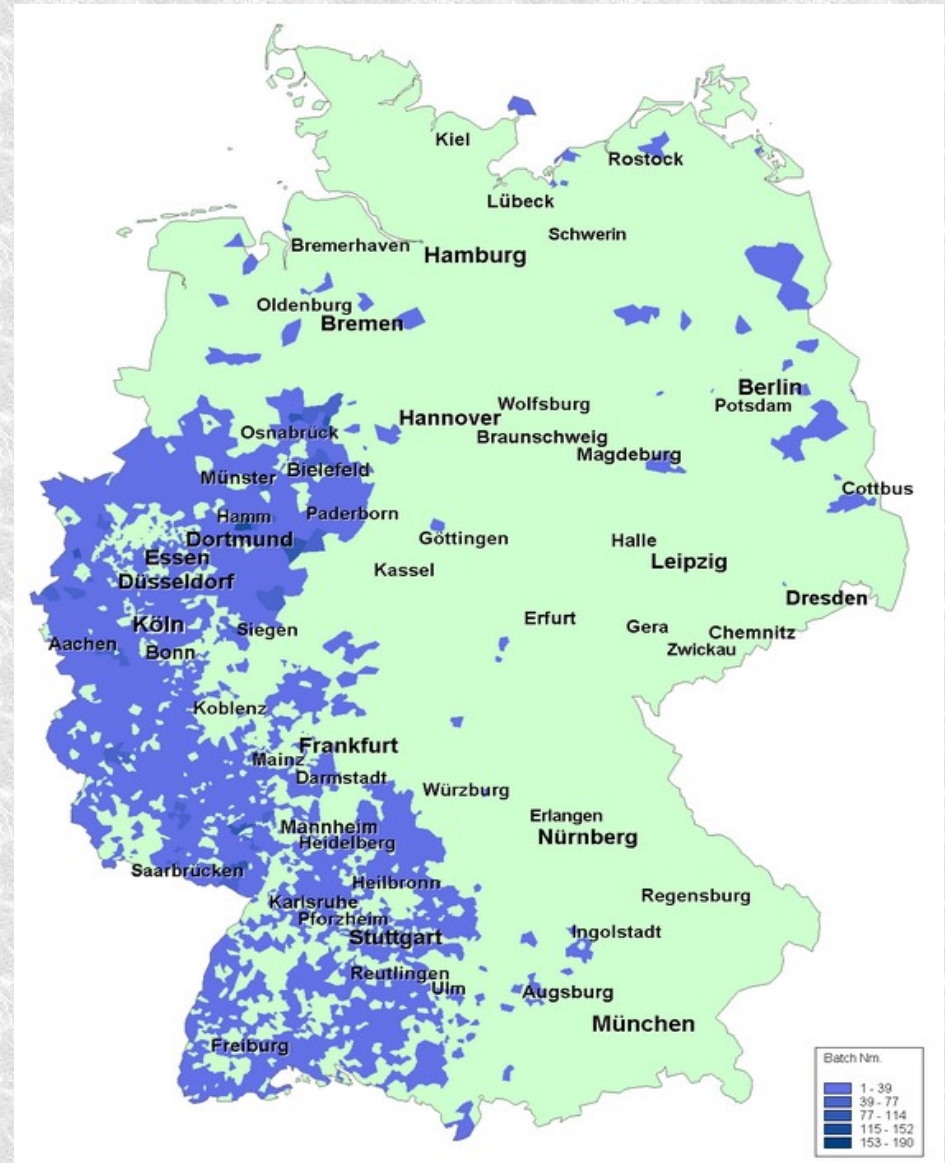 Kiel
Rostock
Lübeck
Schwerin
Bremerhaven
Hamburg
Oldenburg
Bremen
Berlin
Potsdam
Wolfsburg
Hannover
Braunschweig
Osnabrück
Magdeburg
Bielefeld
Münster
Cottbus
Paderborn
Hamm
Dortmund
Göttingen
Halle
Essen
Leipzig
Kassel
Düsseldorf
Dresden
Erfurt
Köln
Gera
Siegen
Chemnitz
Aachen
Zwickau
Bonn
Koblenz
Frankfurt
Mainz
Darmstadt
Würzburg
Erlangen
Mannheim
Nürnberg
Heidelberg
Saarbrücken
Heilbronn
Regensburg
Karlsruhe
Pforzheim
Ingolstadt
Stuttgart
Reutlingen
Ulm
Augsburg
München
Freiburg
Batch Nm.
1 - 39
39 - 77
77 - 114
115 - 152
153 - 190